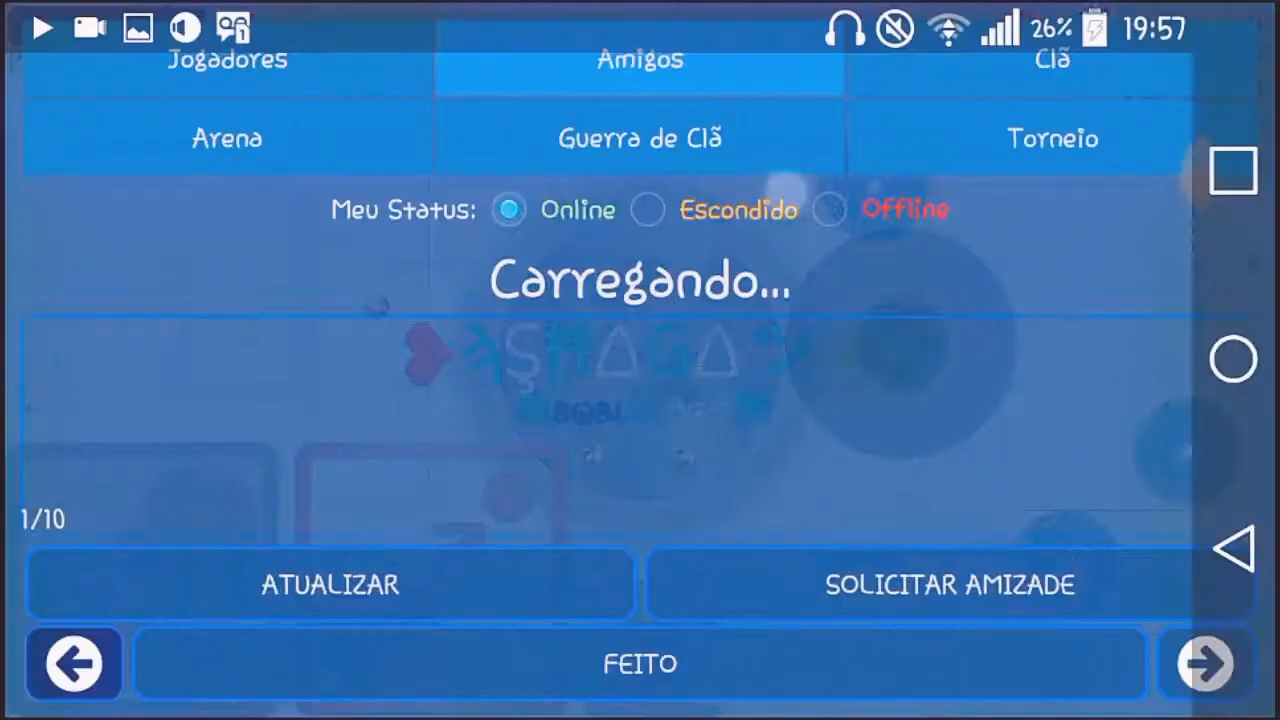 26% 19:57
Jogadores Amigos Clã
Arena Guerra de Clã Torneio
Meu Status: Online Escondido Offline
Carregando...
1/10
ATUALIZAR SOLICITAR AMIZADE
FEITO